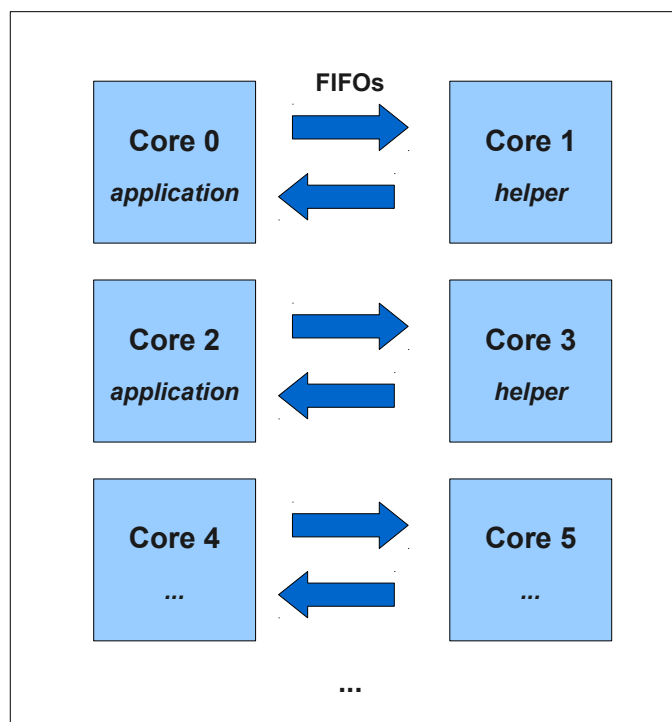 FIFOs
Core 0
application
Core 1
helper
Core 2
application
Core 3
helper
Core 4
...
Core 5
...
...